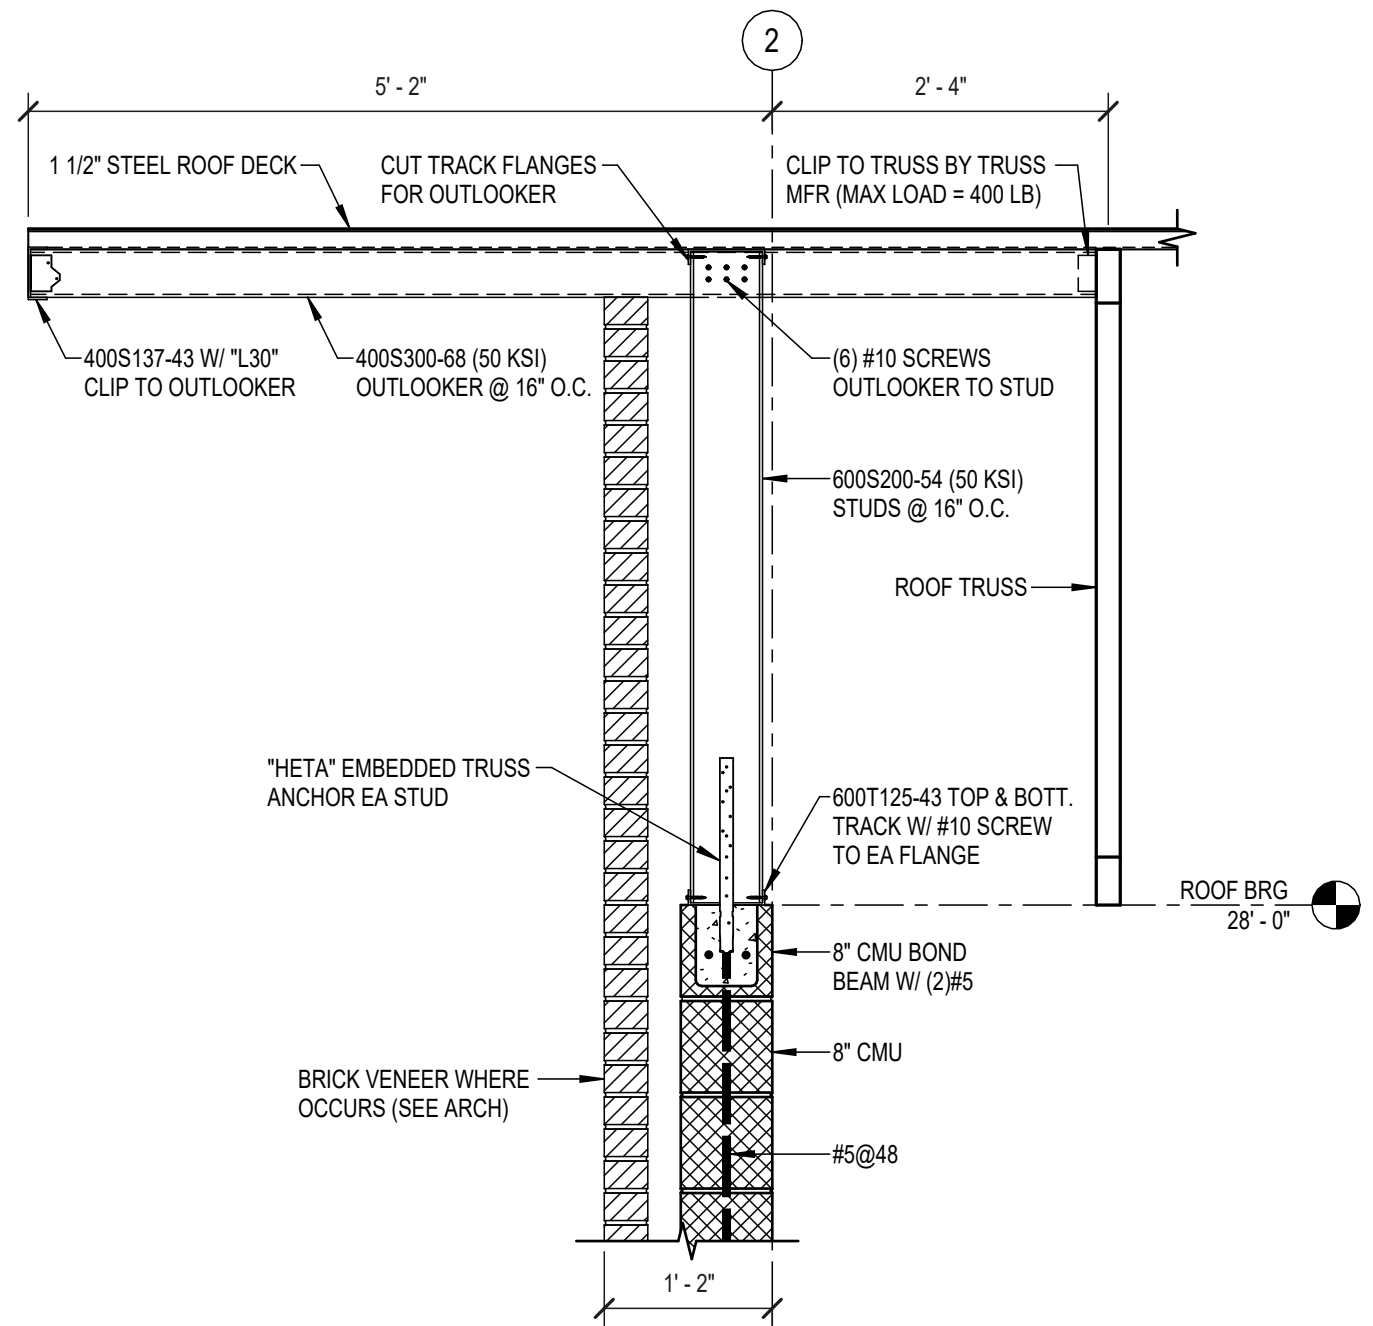 2
5' - 2"
2' - 4"
1 1/2" STEEL ROOF DECK
CUT TRACK FLANGES
FOR OUTLOOKER
CLIP TO TRUSS BY TRUSS
MFR (MAX LOAD = 400 LB)
400S137-43 W/ "L30"
CLIP TO OUTLOOKER
400S300-68 (50 KSI)
OUTLOOKER @ 16" O.C.
(6) #10 SCREWS
OUTLOOKER TO STUD
600S200-54 (50 KSI)
STUDS @ 16" O.C.
ROOF TRUSS
"HETA" EMBEDDED TRUSS
ANCHOR EA STUD
600T125-43 TOP & BOTT.
TRACK W/ #10 SCREW
TO EA FLANGE
ROOF BRG
28' - 0"
8" CMU BOND
BEAM W/ (2)#5
8" CMU
BRICK VENEER WHERE
OCCURS (SEE ARCH)
#5@48
1' - 2"